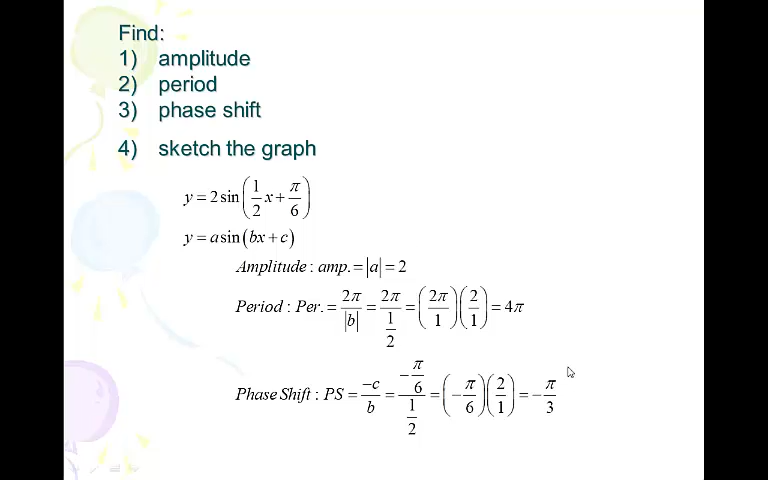 Find:
1) amplitude
2) period
3) phase shift
4) sketch the graph
y = 2 sin(1/2 x + π/6)
y = a sin(bx + c)
Amplitude : amp. = |a| = 2
Period : Per. = 2π/|b| = 2π/(1/2) = (2π/1)(2/1) = 4π
Phase Shift : PS = −c/b = (−π/6)/(1/2) = (−π/6)(2/1) = −π/3